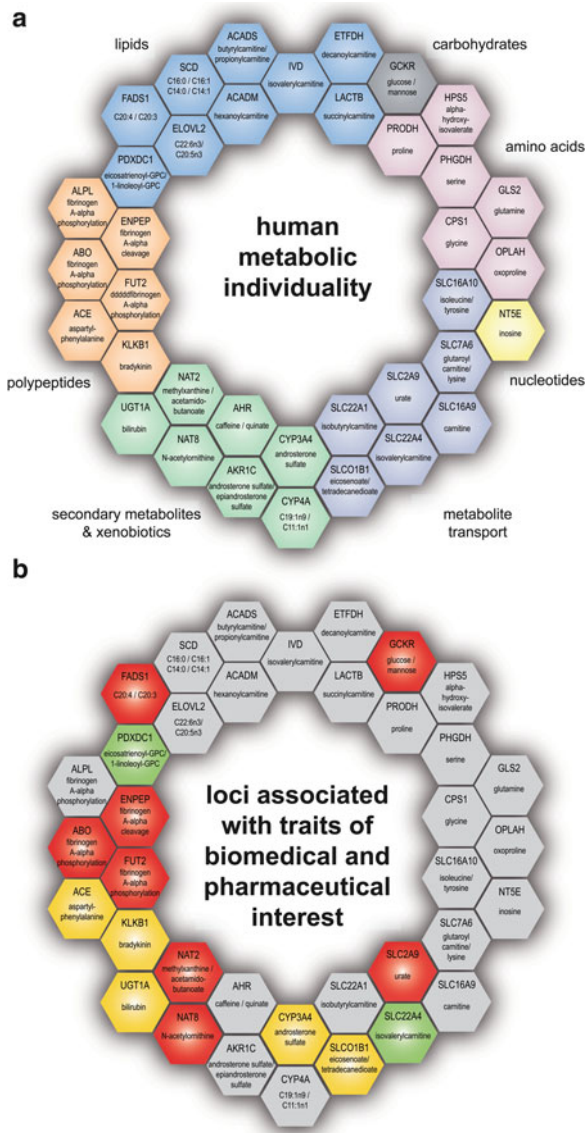 a
lipids
carbohydrates
ACADS
butyrylcarnitine/
propionylcarnitine
ETFDH
decanoylcarnitine
SCD
C16:0 / C16:1
C14:0 / C14:1
IVD
isovalerylcarnitine
GCKR
glucose /
mannose
FADS1
C20:4 / C20:3
ACADM
hexanoylcarnitine
LACTB
succinylcarnitine
HPS5
alpha-
hydroxy-
isovalerate
ELOVL2
C22:6n3/
C20:5n3
PRODH
proline
amino acids
PDXDC1
eicosatrienoyl-GPC/
1-linoleoyl-GPC
PHGDH
serine
ALPL
fibrinogen
A-alpha
phosphorylation
GLS2
glutamine
ENPEP
fibrinogen
A-alpha
cleavage
human
metabolic
individuality
CPS1
glycine
ABO
fibrinogen
A-alpha
phosphorylation
OPLAH
oxoproline
FUT2
dddddfibrinogen
A-alpha
phosphorylation
SLC16A10
isoleucine/
tyrosine
ACE
aspartyl-
phenylalanine
NT5E
inosine
KLKB1
bradykinin
SLC7A6
glutaroyl
carnitine/
lysine
polypeptides
nucleotides
NAT2
methylxanthine /
acetamido-
butanoate
SLC2A9
urate
UGT1A
bilirubin
AHR
caffeine / quinate
SLC22A1
isobutyrylcarnitine
SLC16A9
carnitine
NAT8
N-acetylornithine
CYP3A4
androsterone
sulfate
SLC22A4
isovalerylcarnitine
AKR1C
androsterone sulfate/
epiandrosterone
sulfate
SLCO1B1
eicosenoate/
tetradecanedioate
CYP4A
C19:1n9 /
C11:1n1
secondary metabolites
& xenobiotics
metabolite
transport
b
ACADS
butyrylcarnitine/
propionylcarnitine
ETFDH
decanoylcarnitine
SCD
C16:0 / C16:1
C14:0 / C14:1
IVD
isovalerylcarnitine
GCKR
glucose /
mannose
FADS1
C20:4 / C20:3
ACADM
hexanoylcarnitine
LACTB
succinylcarnitine
HPS5
alpha-
hydroxy-
isovalerate
ELOVL2
C22:6n3/
C20:5n3
PRODH
proline
PDXDC1
eicosatrienoyl-GPC/
1-linoleoyl-GPC
PHGDH
serine
ALPL
fibrinogen
A-alpha
phosphorylation
GLS2
glutamine
ENPEP
fibrinogen
A-alpha
cleavage
loci associated
with traits of
biomedical and
pharmaceutical
interest
CPS1
glycine
ABO
fibrinogen
A-alpha
phosphorylation
OPLAH
oxoproline
FUT2
fibrinogen
A-alpha
phosphorylation
SLC16A10
isoleucine/
tyrosine
ACE
aspartyl-
phenylalanine
NT5E
inosine
KLKB1
bradykinin
SLC7A6
glutaroyl
carnitine/
lysine
NAT2
methylxanthine /
acetamido-
butanoate
SLC2A9
urate
UGT1A
bilirubin
AHR
caffeine / quinate
SLC22A1
isobutyrylcarnitine
SLC16A9
carnitine
NAT8
N-acetylornithine
CYP3A4
androsterone
sulfate
SLC22A4
isovalerylcarnitine
AKR1C
androsterone sulfate/
epiandrosterone
sulfate
SLCO1B1
eicosenoate/
tetradecanedioate
CYP4A
C19:1n9 /
C11:1n1